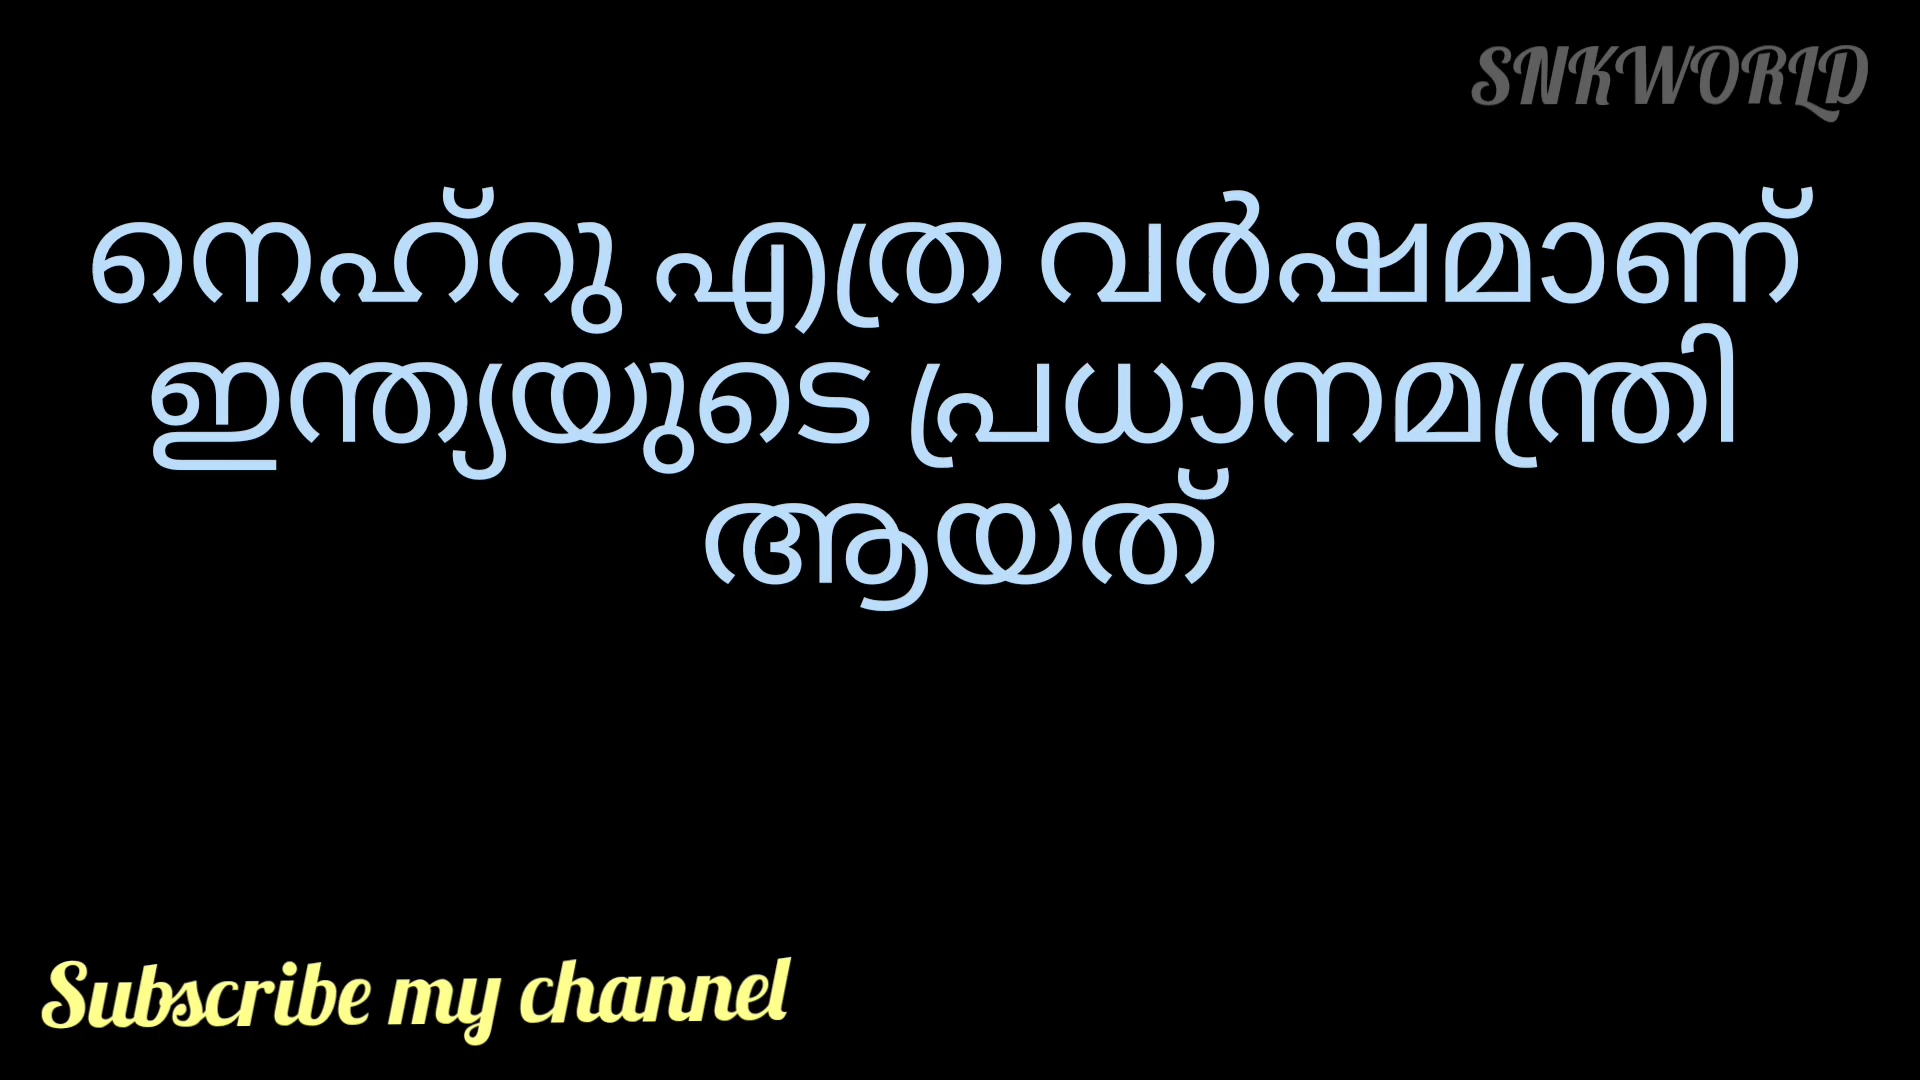 SNKWORLD
നെഹ്റു എത്ര വർഷമാണ്
ഇന്ത്യയുടെ പ്രധാനമന്ത്രി
ആയത്
Subscribe my channel